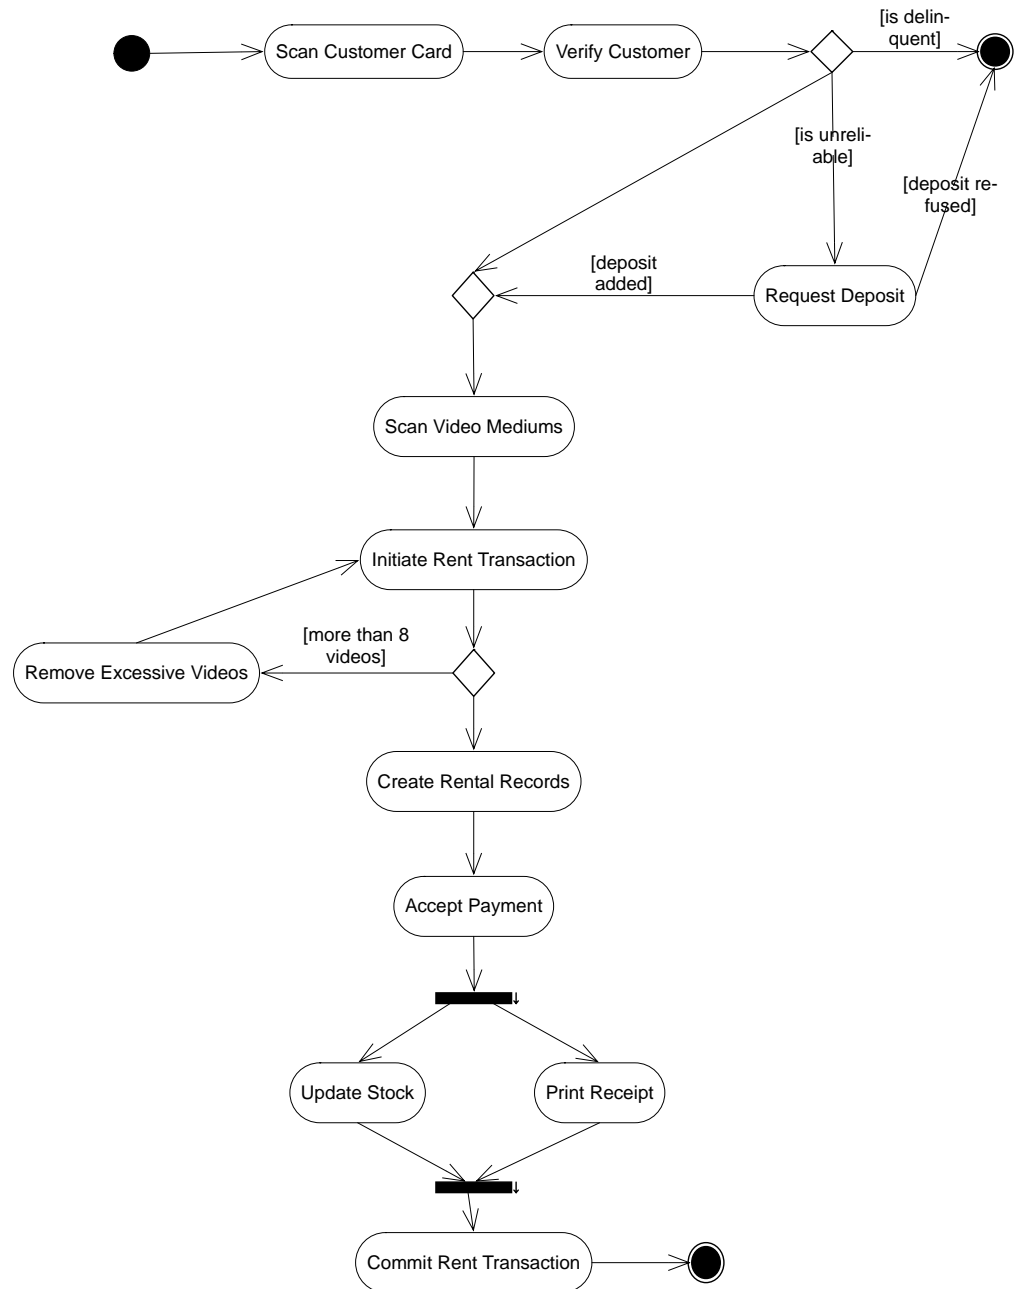 [is delin-
quent]
Scan Customer Card
Verify Customer
[is unreli-
able]
[deposit re-
fused]
[deposit
added]
Request Deposit
Scan Video Mediums
Initiate Rent Transaction
[more than 8
videos]
Remove Excessive Videos
Create Rental Records
Accept Payment
Update Stock
Print Receipt
Commit Rent Transaction